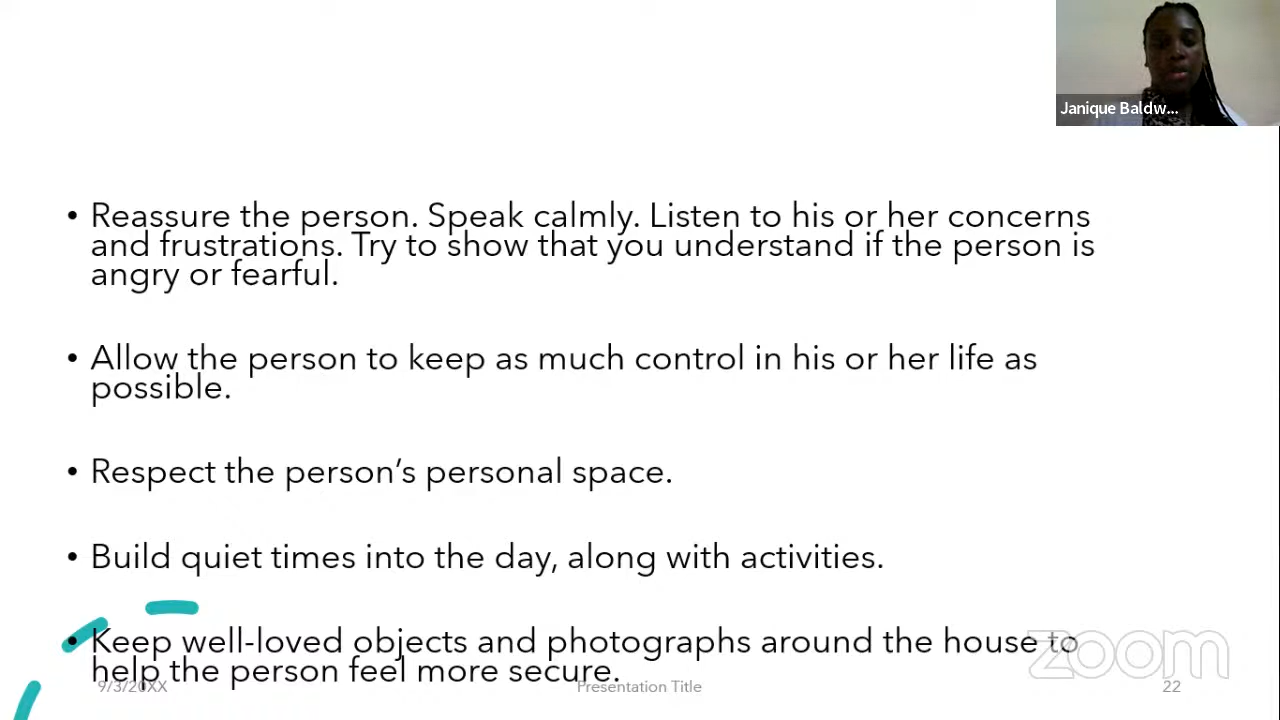 Janique Baldw...
• Reassure the person. Speak calmly. Listen to his or her concerns
and frustrations. Try to show that you understand if the person is
angry or fearful.
• Allow the person to keep as much control in his or her life as
possible.
• Respect the person’s personal space.
• Build quiet times into the day, along with activities.
• Keep well-loved objects and photographs around the house to
help the person feel more secure.
zoom
9/3/20XX Presentation Title 22